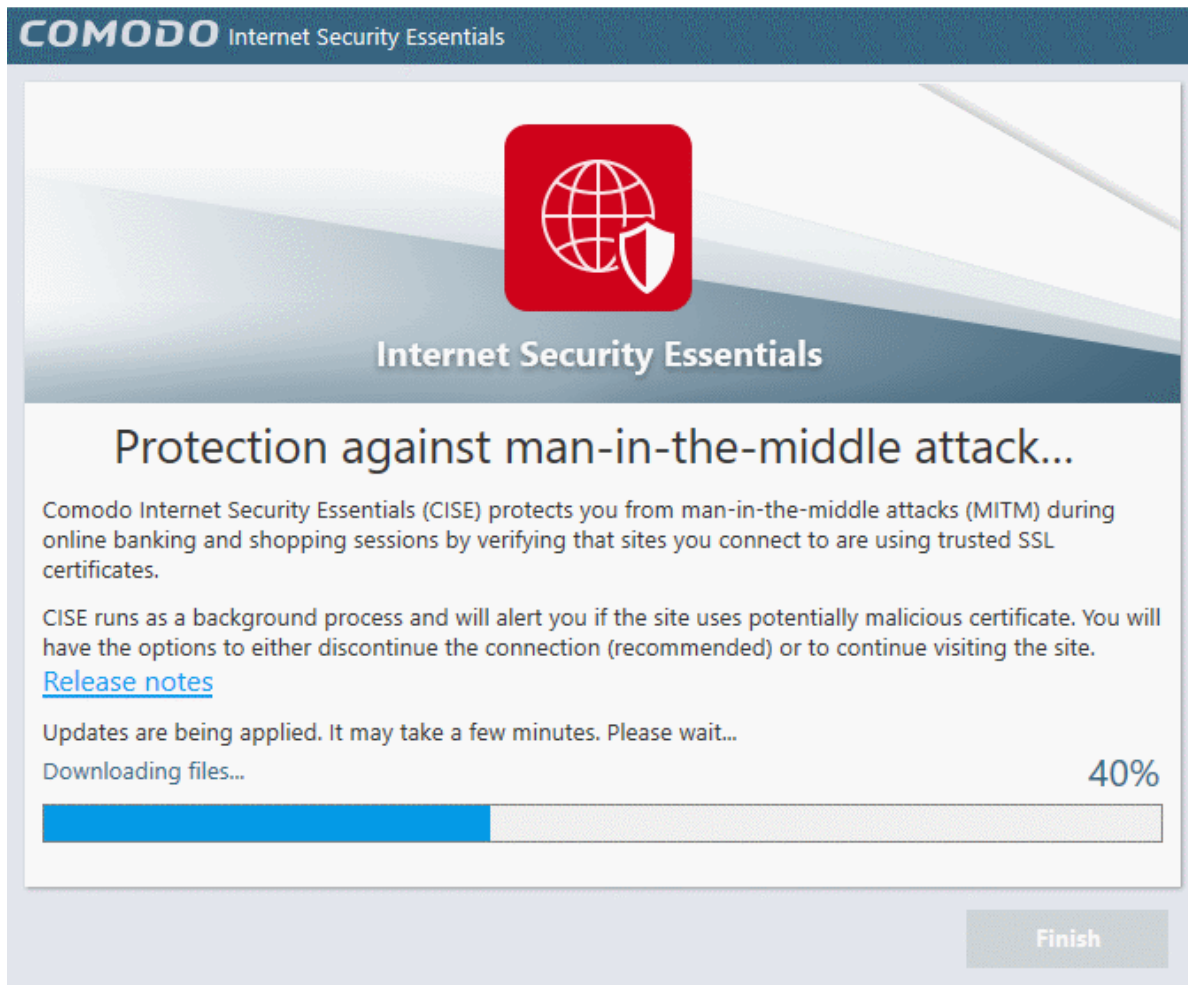 COMODO Internet Security Essentials
Internet Security Essentials
Protection against man-in-the-middle attack...
Comodo Internet Security Essentials (CISE) protects you from man-in-the-middle attacks (MITM) during
online banking and shopping sessions by verifying that sites you connect to are using trusted SSL
certificates.
CISE runs as a background process and will alert you if the site uses potentially malicious certificate. You will
have the options to either discontinue the connection (recommended) or to continue visiting the site.
Release notes
Updates are being applied. It may take a few minutes. Please wait...
Downloading files... 40%
Finish